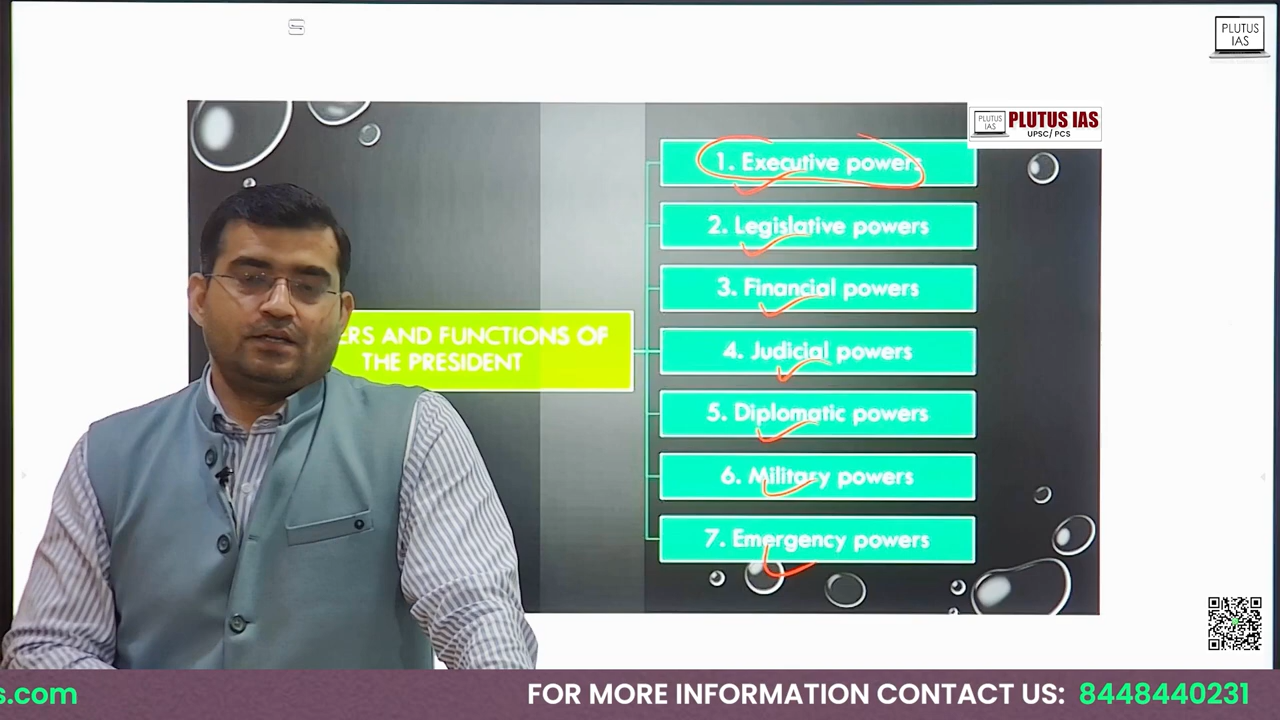 PLUTUS
IAS
PLUTUS
IAS
PLUTUS IAS
UPSC/ PCS
ERS AND FUNCTIONS OF
THE PRESIDENT
1. Executive powers
2. Legislative powers
3. Financial powers
4. Judicial powers
5. Diplomatic powers
6. Military powers
7. Emergency powers
s.com
FOR MORE INFORMATION CONTACT US: 8448440231